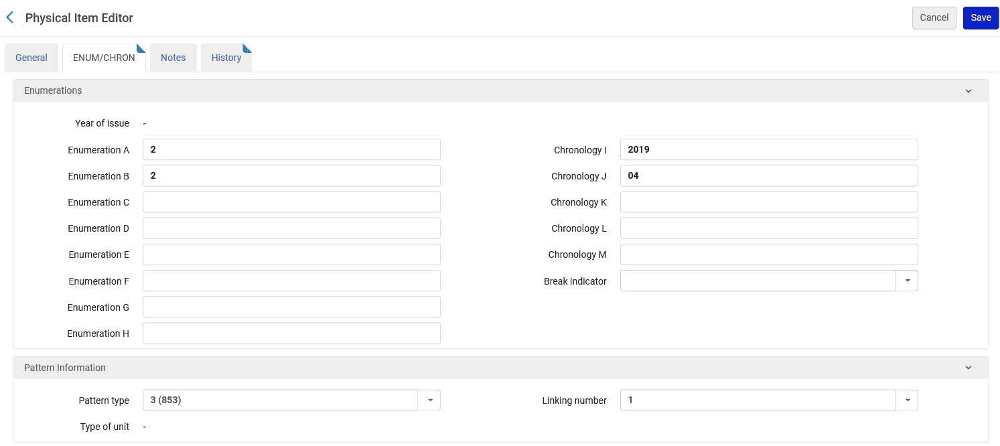 Physical Item Editor
Cancel
Save
General
ENUM/CHRON
Notes
History
Enumerations
Year of issue -
Enumeration A 2
Chronology I 2019
Enumeration B 2
Chronology J 04
Enumeration C
Chronology K
Enumeration D
Chronology L
Enumeration E
Chronology M
Enumeration F
Break indicator
Enumeration G
Enumeration H
Pattern Information
Pattern type 3 (853)
Linking number 1
Type of unit -